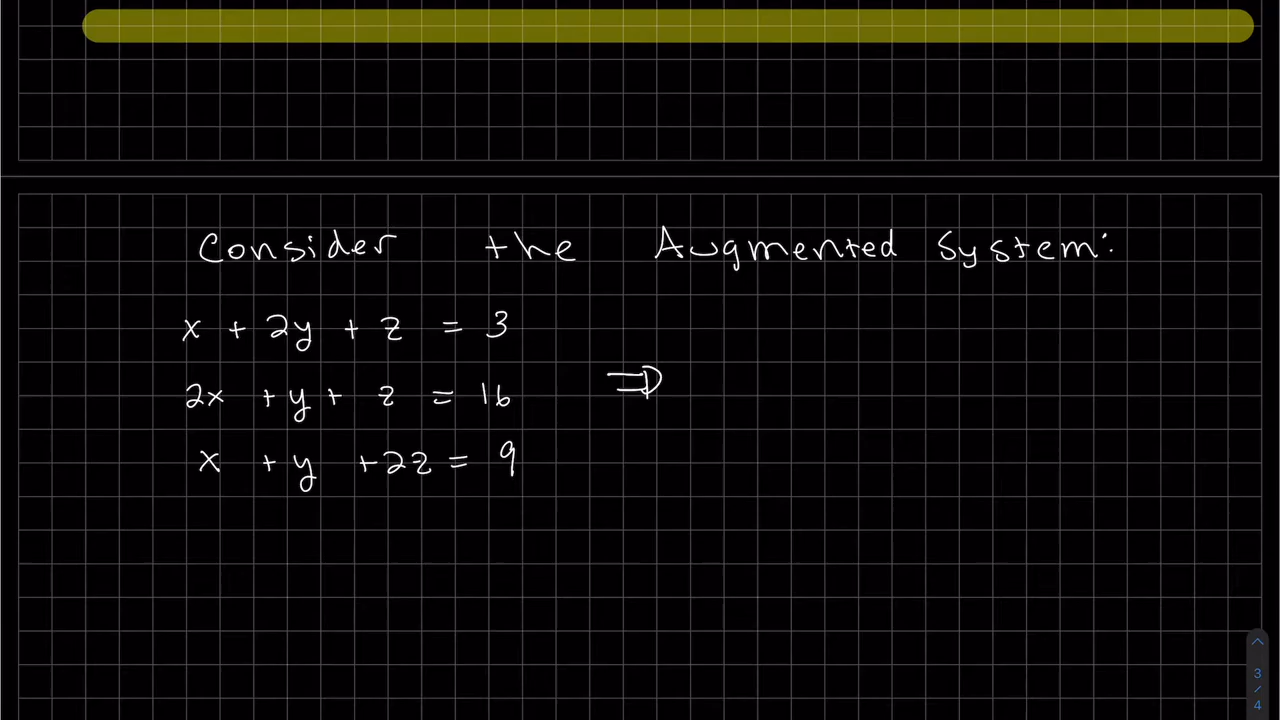 Consider the Augmented System:
x + 2y + z = 3
2x + y + z = 16
⇒
x + y + 2z = 9
3 / 4